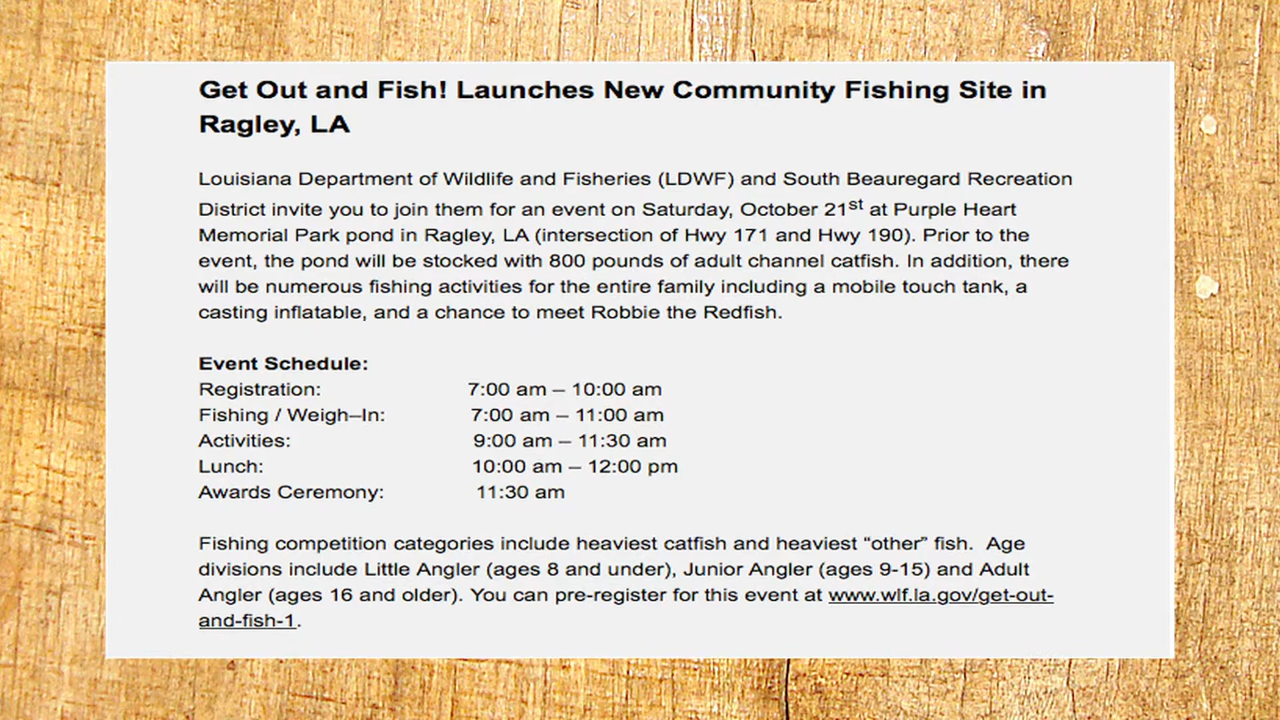 Get Out and Fish! Launches New Community Fishing Site in
Ragley, LA
Louisiana Department of Wildlife and Fisheries (LDWF) and South Beauregard Recreation
District invite you to join them for an event on Saturday, October 21st at Purple Heart
Memorial Park pond in Ragley, LA (intersection of Hwy 171 and Hwy 190). Prior to the
event, the pond will be stocked with 800 pounds of adult channel catfish. In addition, there
will be numerous fishing activities for the entire family including a mobile touch tank, a
casting inflatable, and a chance to meet Robbie the Redfish.
Event Schedule:
Registration: 7:00 am – 10:00 am
Fishing / Weigh–In: 7:00 am – 11:00 am
Activities: 9:00 am – 11:30 am
Lunch: 10:00 am – 12:00 pm
Awards Ceremony: 11:30 am
Fishing competition categories include heaviest catfish and heaviest “other” fish.  Age
divisions include Little Angler (ages 8 and under), Junior Angler (ages 9-15) and Adult
Angler (ages 16 and older). You can pre-register for this event at www.wlf.la.gov/get-out-
and-fish-1.